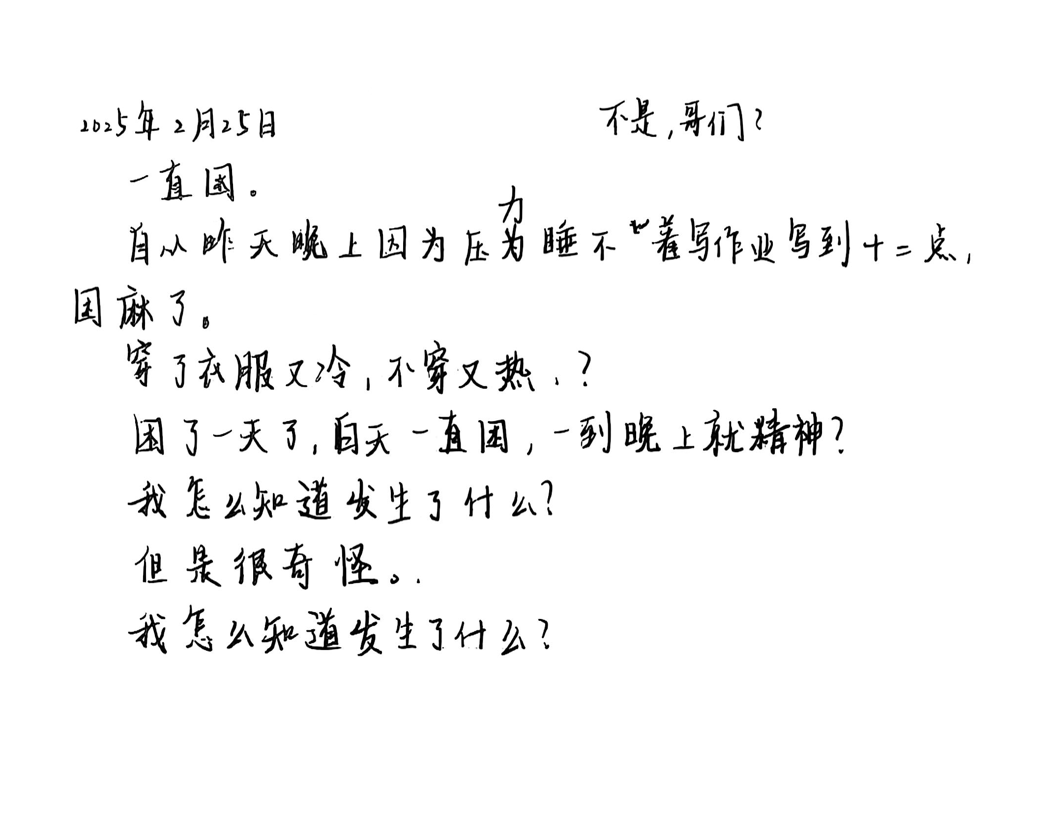 2025年2月25日 不是,哥们?
一直困。
力
自从昨天晚上因为压为睡不着写作业写到十二点,
困麻了。
穿了衣服又冷,不穿又热.?
困了一天了,白天一直困,一到晚上就精神?
我怎么知道发生了什么?
但是很奇怪。.
我怎么知道发生了什么?